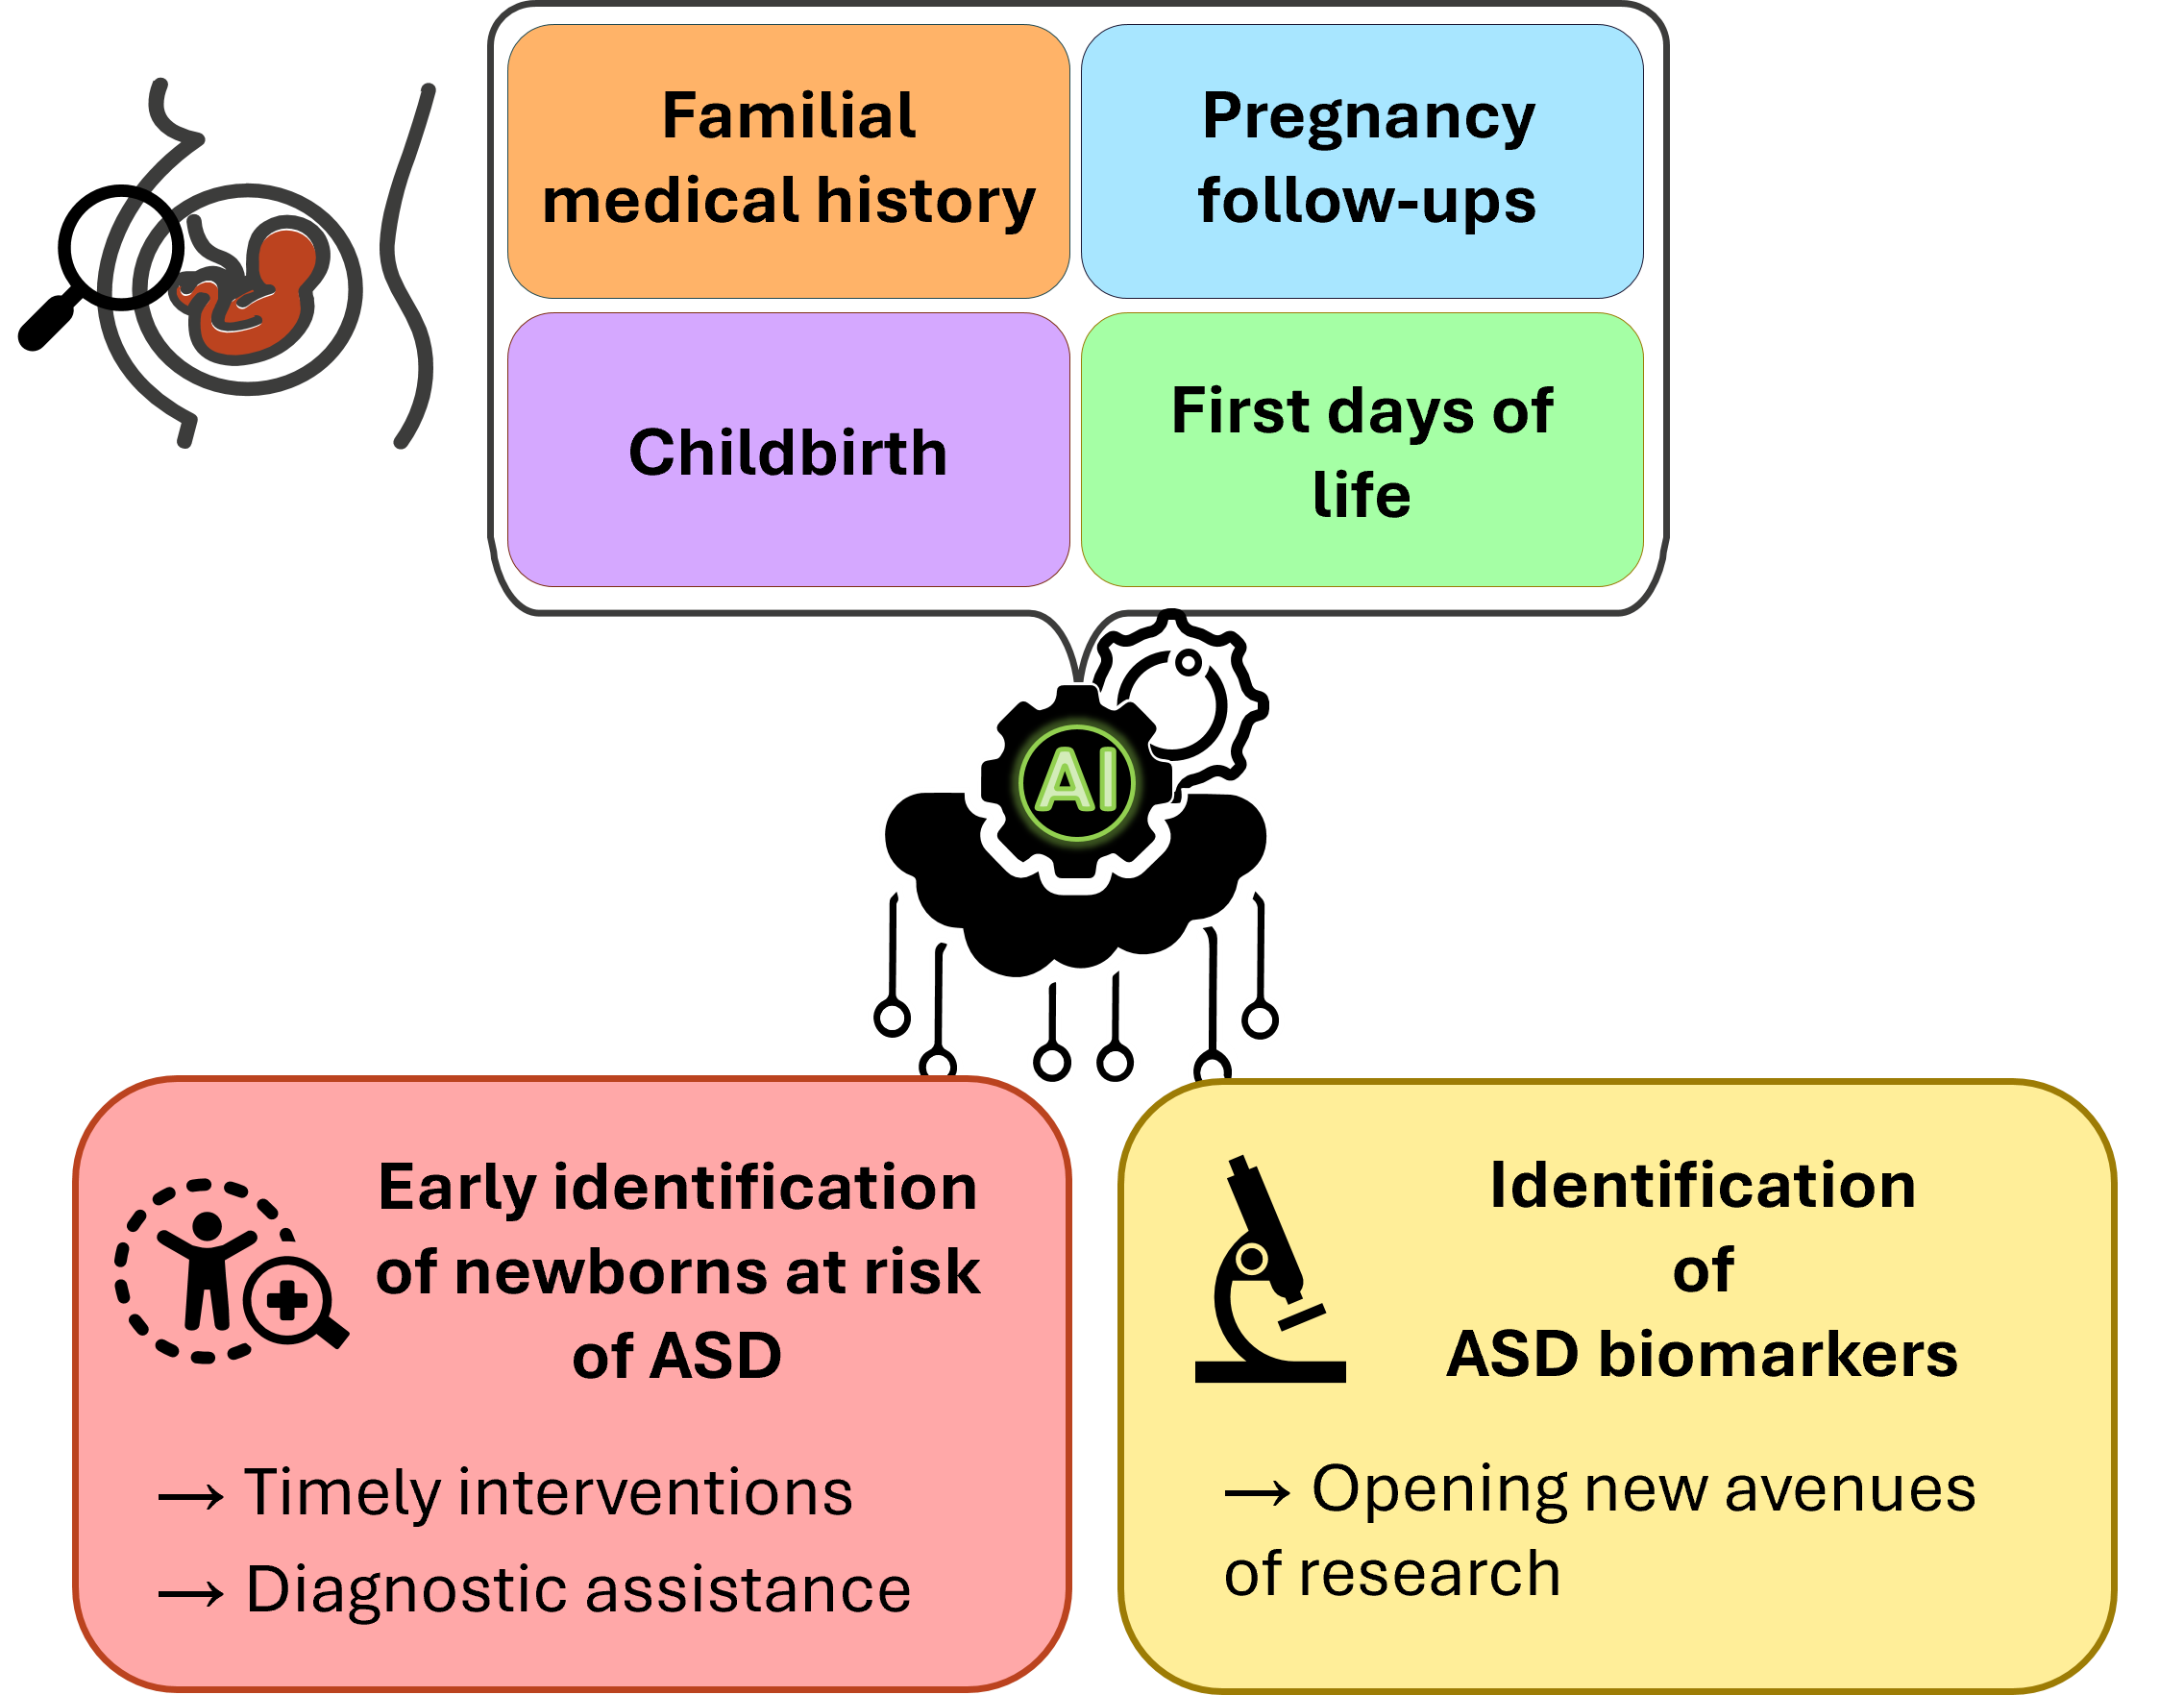 Familial
medical history
Pregnancy
follow-ups
Childbirth
First days of
life
AI
Early identification
of newborns at risk
of ASD
→ Timely interventions
→ Diagnostic assistance
Identification
of
ASD biomarkers
→ Opening new avenues
of research